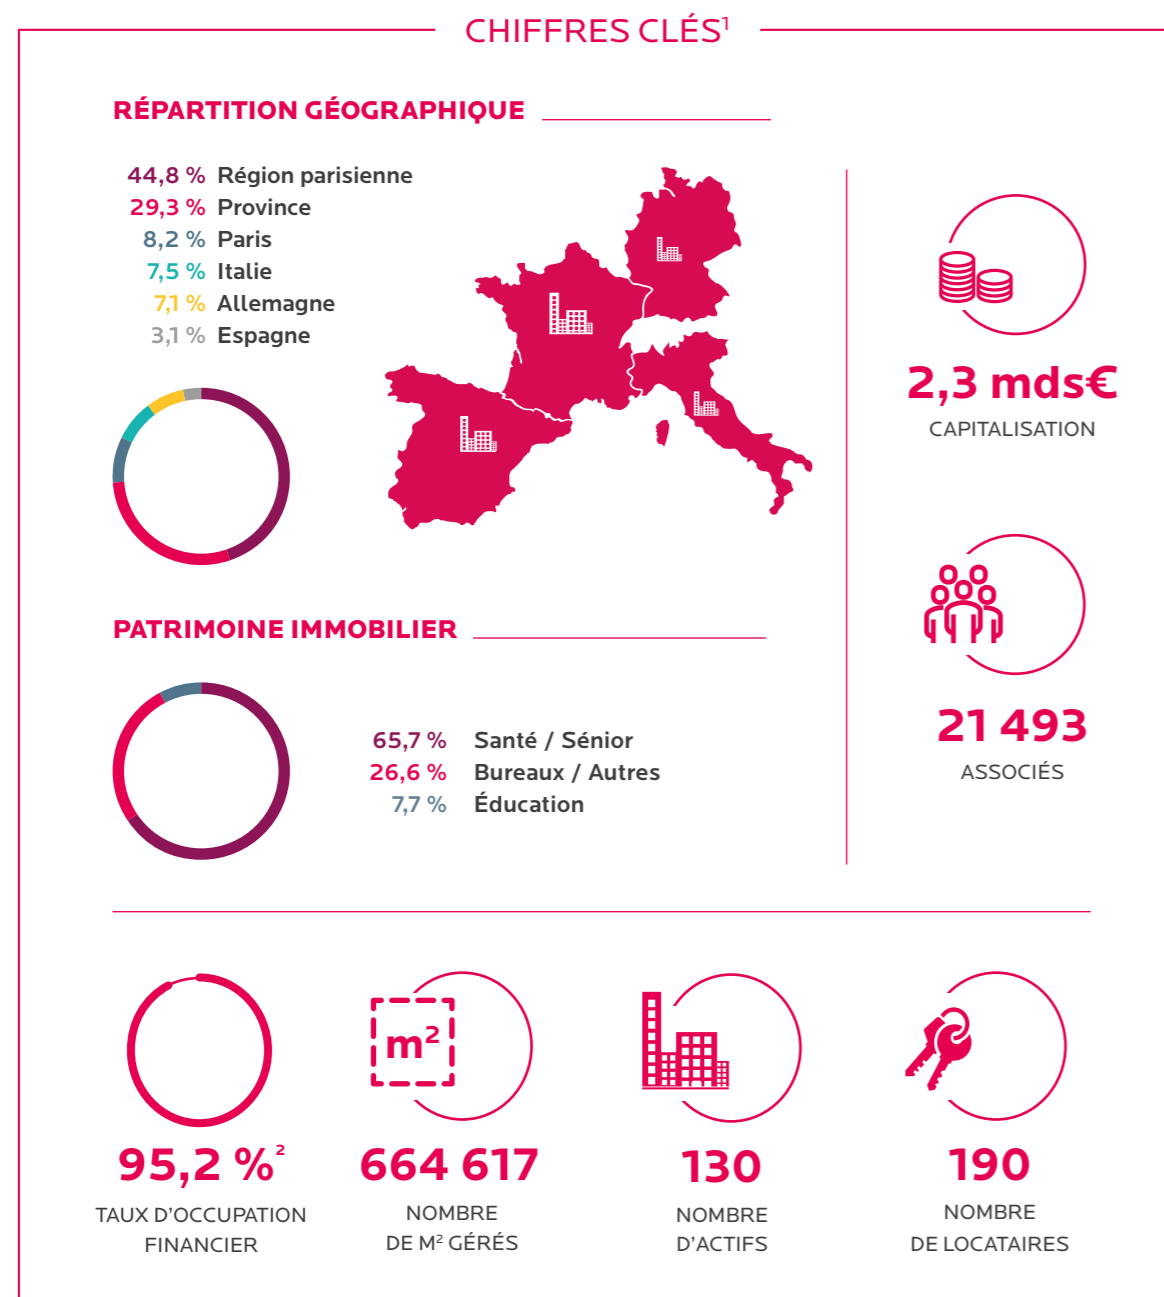 CHIFFRES CLÉS¹
RÉPARTITION GÉOGRAPHIQUE
44,8 % Région parisienne
29,3 % Province
8,2 % Paris
7,5 % Italie
7,1 % Allemagne
3,1 % Espagne
2,3 mds€
CAPITALISATION
21 493
ASSOCIÉS
PATRIMOINE IMMOBILIER
65,7 % Santé / Sénior
26,6 % Bureaux / Autres
7,7 % Éducation
95,2 %²
TAUX D'OCCUPATION
FINANCIER
m²
664 617
NOMBRE
DE M² GÉRÉS
130
NOMBRE
D'ACTIFS
190
NOMBRE
DE LOCATAIRES